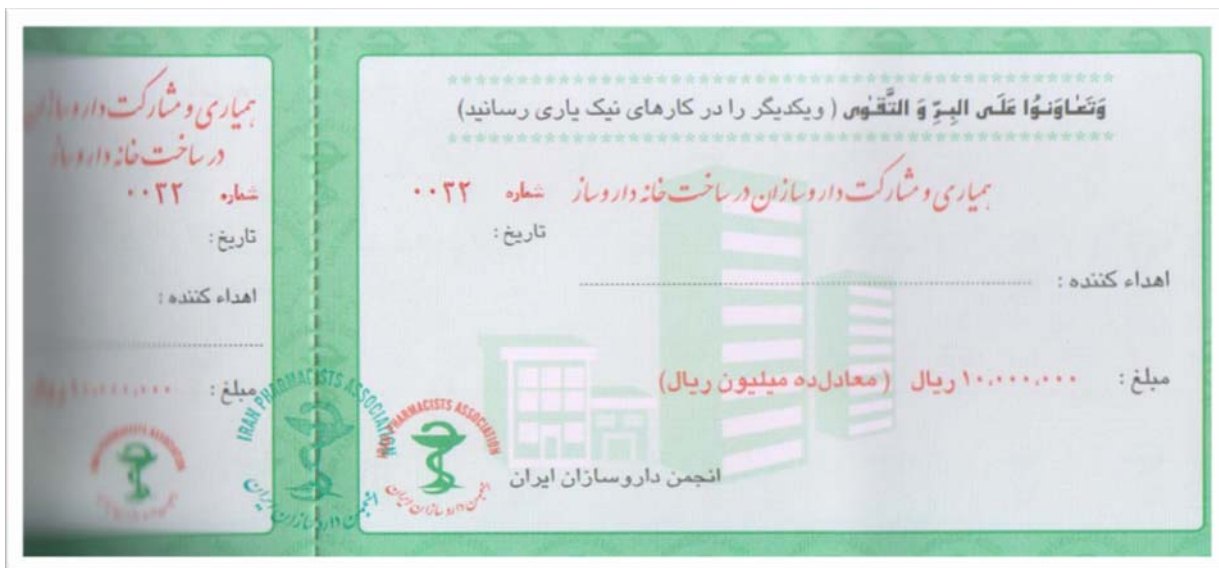 وَتَعٰاوَنوُا عَلَی البِرِّ وَ التَّقْویٰ ( ویکدیگر را در کارهای نیک یاری رسانید)
همیاری و مشارکت داروسازان در ساخت خانه داروساز شماره ۰۰۳۲
تاریخ :
اهداء کننده :
مبلغ : ۱۰,۰۰۰,۰۰۰ ریال ( معادل ده میلیون ریال)
انجمن داروسازان ایران
IRAN PHARMACISTS ASSOCIATION
انجمن داروسازان ایران
IRAN PHARMACISTS ASSOCIATION
انجمن داروسازان ایران
همیاری و مشارکت داروسازان
در ساخت خانه داروساز
شماره ۰۰۳۲
تاریخ :
اهداء کننده :
مبلغ :